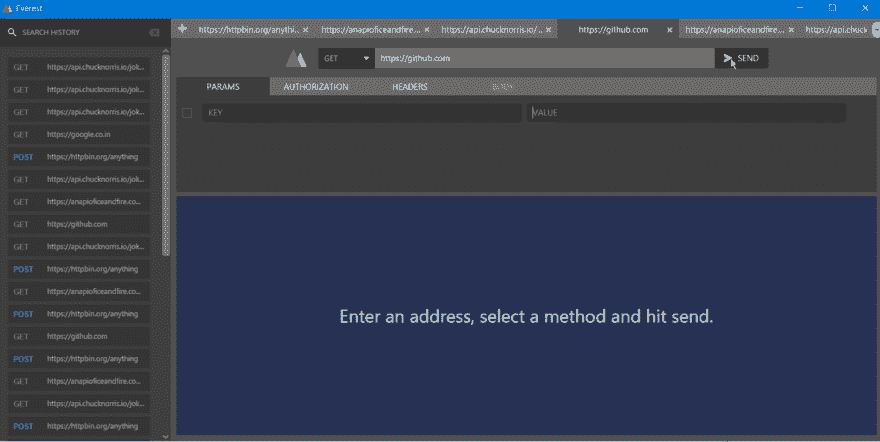 Everest
SEARCH HISTORY
GET https://api.chucknorris.io/jok...
GET https://api.chucknorris.io/jok...
GET https://api.chucknorris.io/jok...
GET https://google.co.in
POST https://httpbin.org/anything
GET https://api.chucknorris.io/jok...
GET https://anapioficeandfire.co...
GET https://github.com
GET https://api.chucknorris.io/jok...
POST https://httpbin.org/anything
GET https://anapioficeandfire.co...
POST https://httpbin.org/anything
GET https://github.com
POST https://httpbin.org/anything
GET https://anapioficeandfire.co...
GET https://api.chucknorris.io/jok...
POST https://httpbin.org/anything
https://httpbin.org/anythi... https://anapioficeandfire... https://api.chucknorris.io/... https://github.com https://anapioficeandfire... https://api.chuck
GET https://github.com SEND
PARAMS AUTHORIZATION HEADERS BODY
KEY VALUE
Enter an address, select a method and hit send.